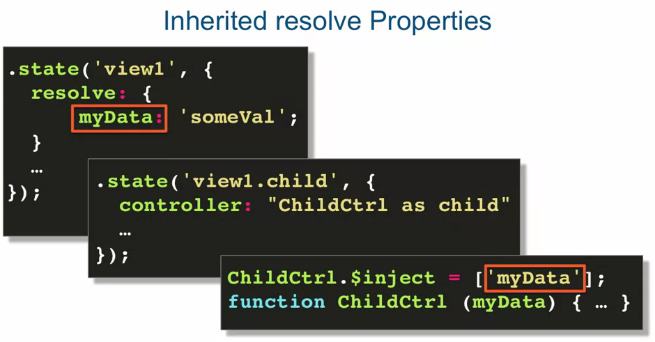 Inherited resolve Properties
.state('view1', {
resolve: {
myData: 'someVal';
}
…
});
.state('view1.child', {
controller: "ChildCtrl as child"
…
});
ChildCtrl.$inject = ['myData'];
function ChildCtrl (myData) { … }